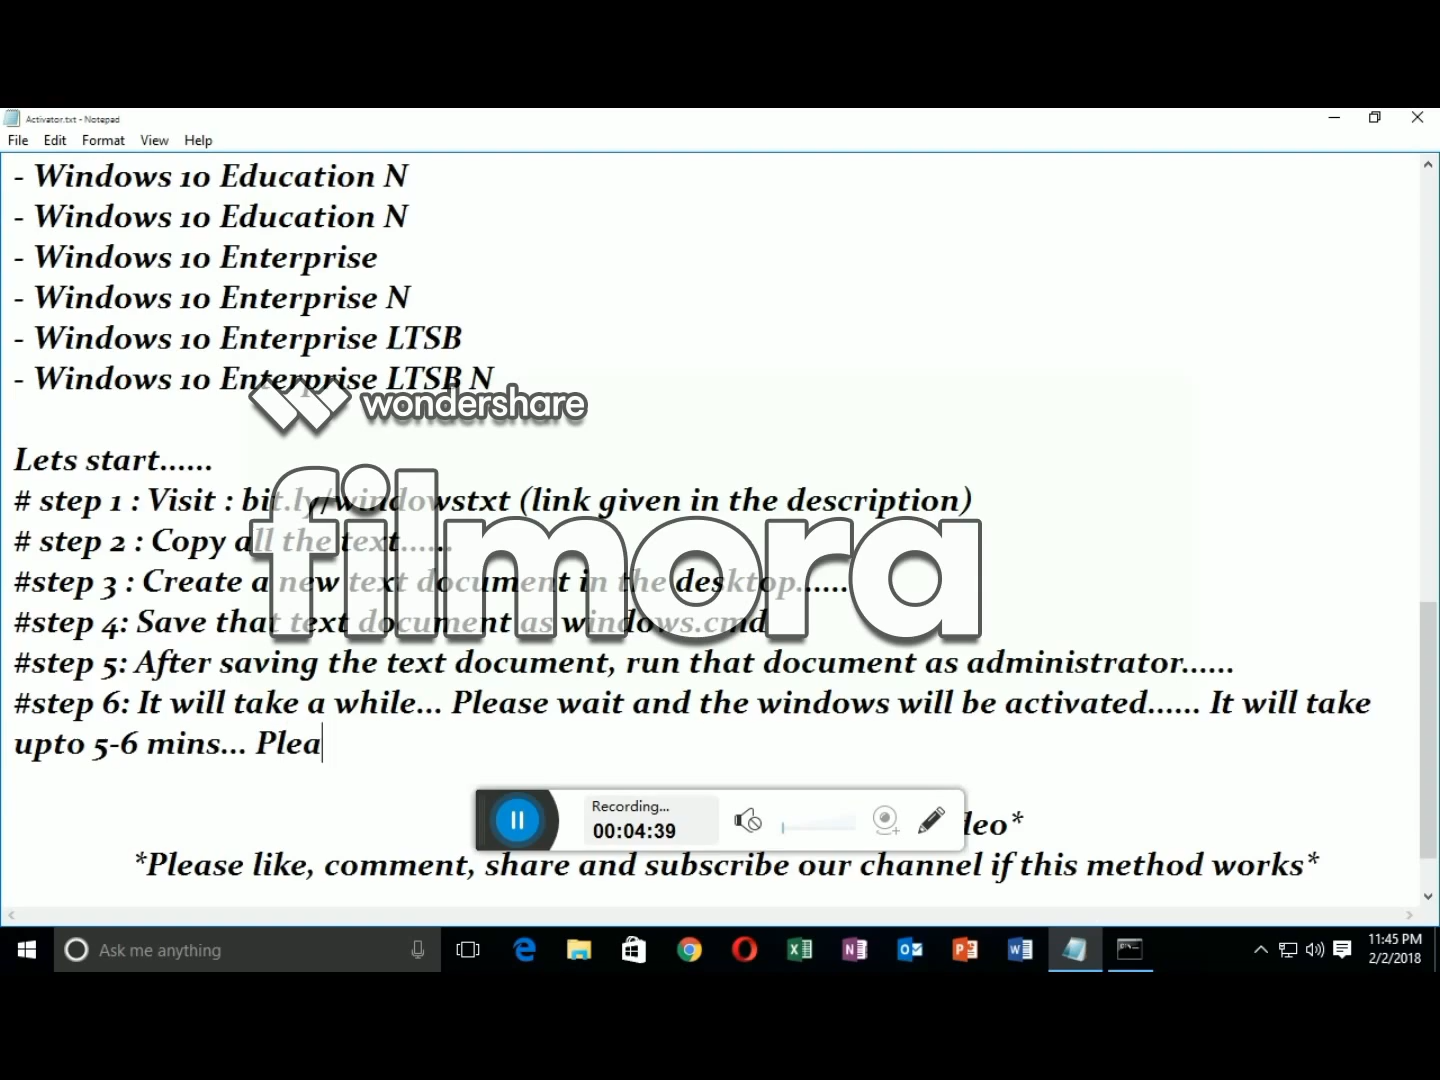 Activator.txt - Notepad
File Edit Format View Help
- Windows 10 Education N
- Windows 10 Education N
- Windows 10 Enterprise
- Windows 10 Enterprise N
- Windows 10 Enterprise LTSB
- Windows 10 Enterprise LTSB N
wondershare
filmora
Lets start......
# step 1 : Visit : bit.ly/windowstxt (link given in the description)
# step 2 : Copy all the text......
#step 3 : Create a new text document in the desktop......
#step 4: Save that text document as windows.cmd
#step 5: After saving the text document, run that document as administrator......
#step 6: It will take a while... Please wait and the windows will be activated...... It will take
upto 5-6 mins... Plea
Recording...
00:04:39
deo*
*Please like, comment, share and subscribe our channel if this method works*
Ask me anything
11:45 PM
2/2/2018